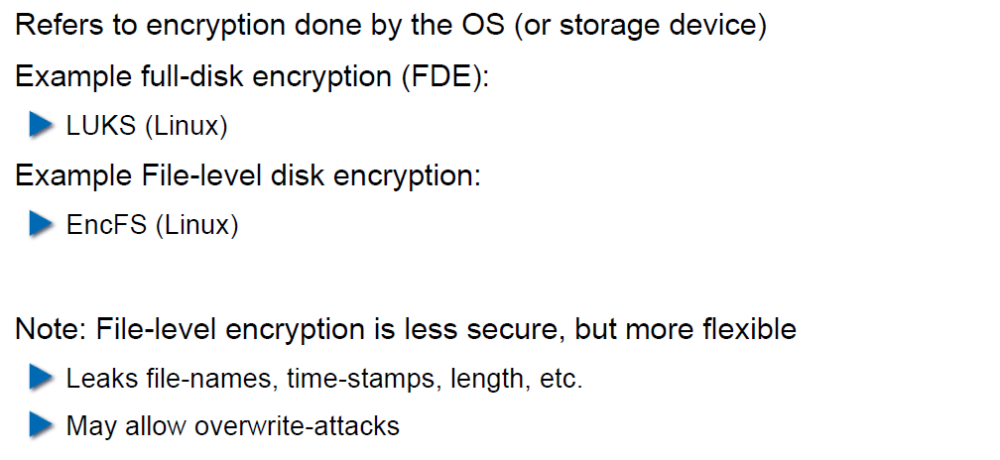 Refers to encryption done by the OS (or storage device)
Example full-disk encryption (FDE):
LUKS (Linux)
Example File-level disk encryption:
EncFS (Linux)
Note: File-level encryption is less secure, but more flexible
Leaks file-names, time-stamps, length, etc.
May allow overwrite-attacks